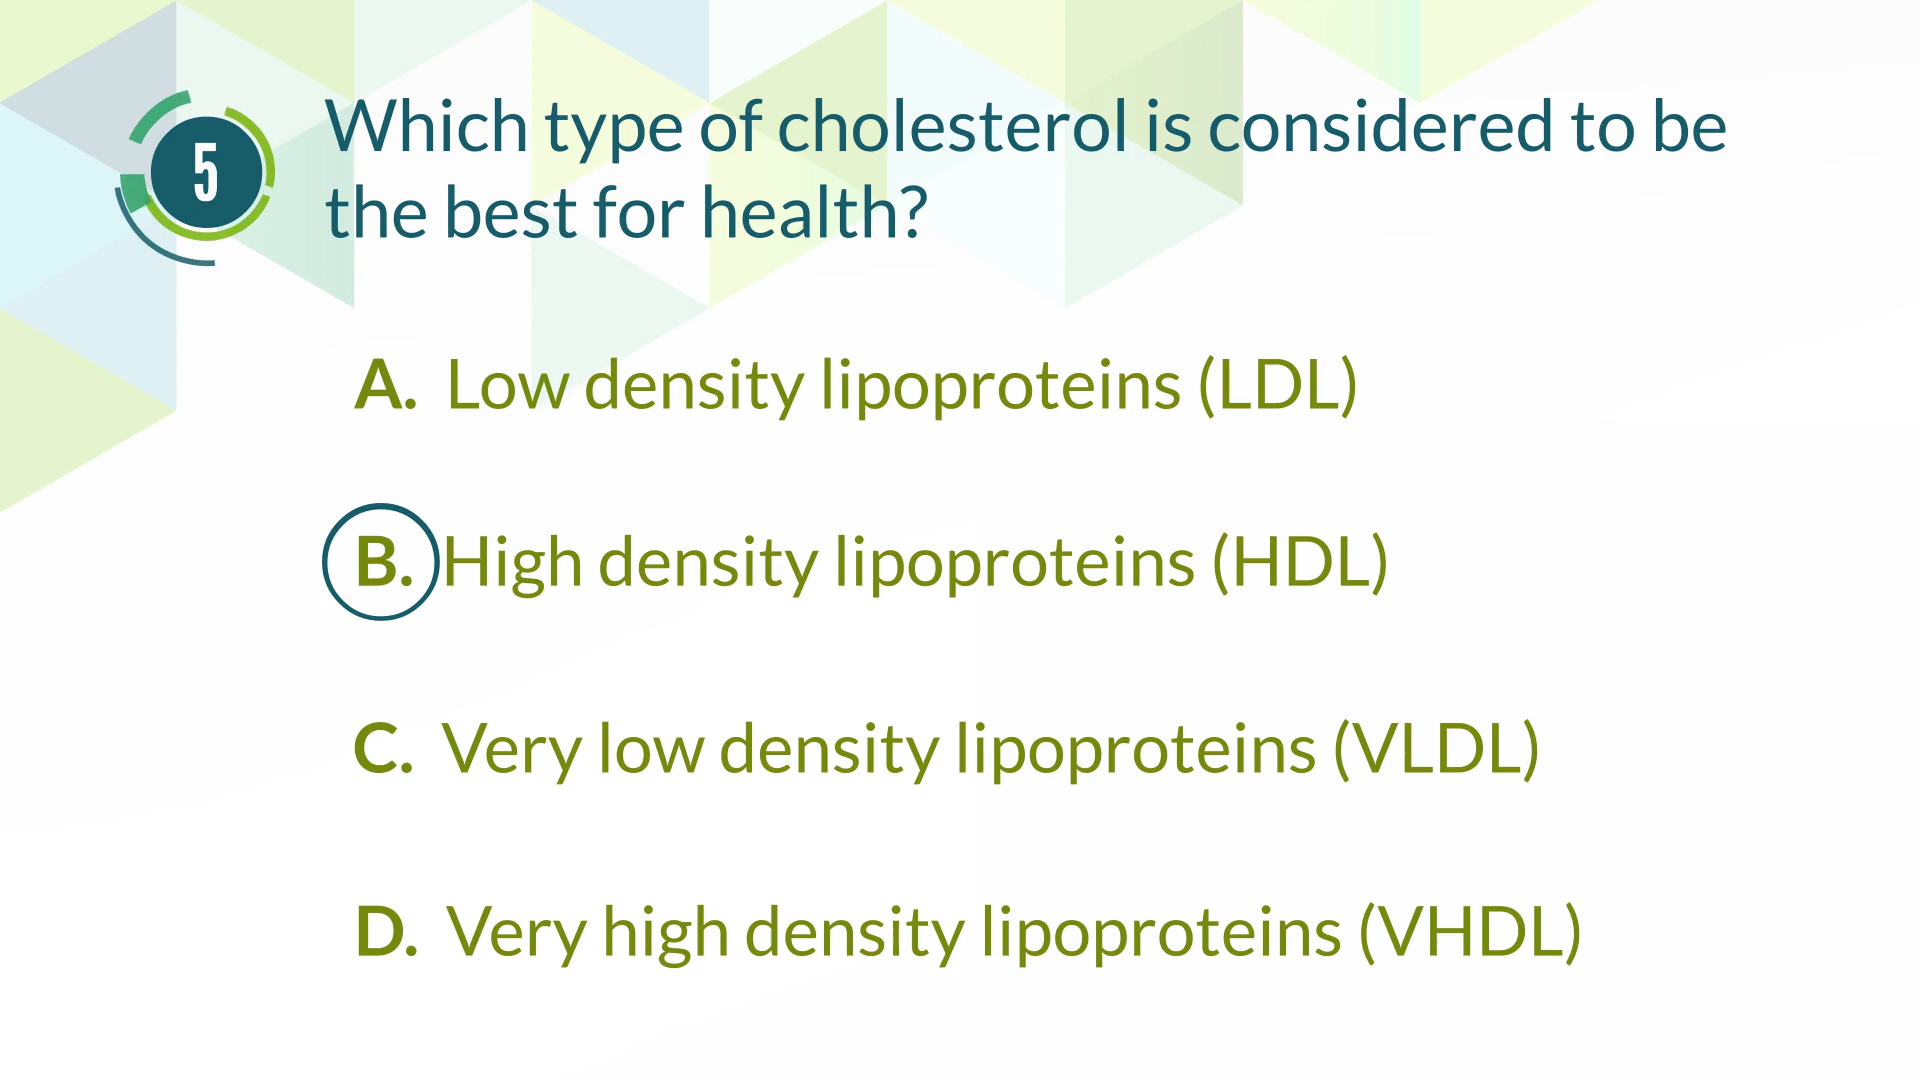 5
Which type of cholesterol is considered to be
the best for health?
A. Low density lipoproteins (LDL)
B. High density lipoproteins (HDL)
C. Very low density lipoproteins (VLDL)
D. Very high density lipoproteins (VHDL)